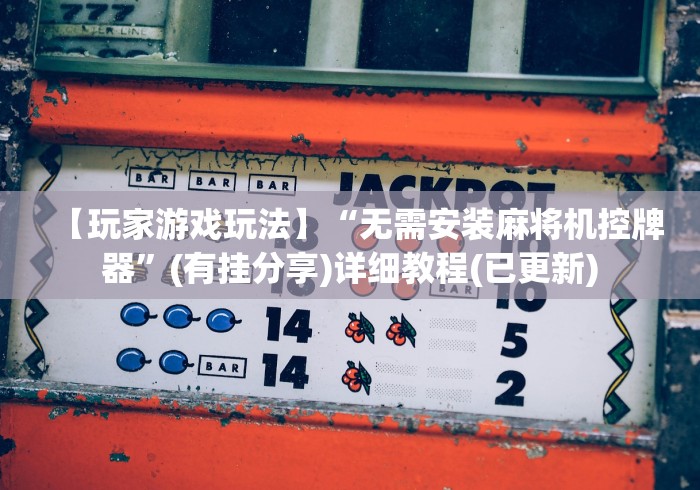 777
CENTER LINE
BAR BAR BAR JACKPOT
【玩家游戏玩法】“无需安装麻将机控牌
器”(有挂分享)详细教程(已更新)
10
14 5
BAR 14 2